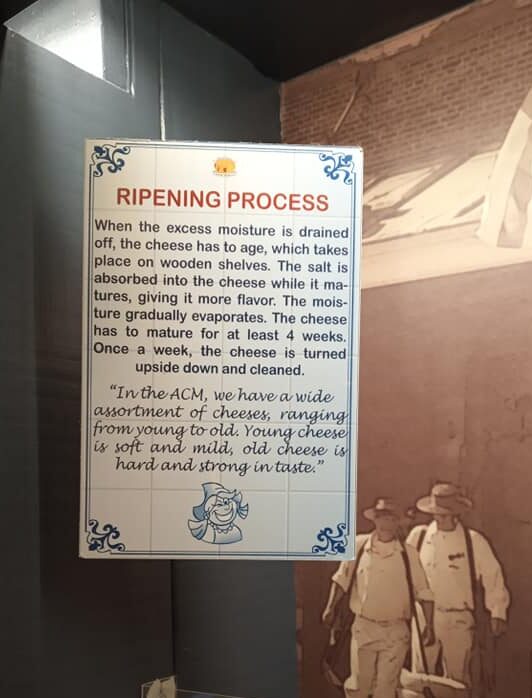 RIPENING PROCESS
When the excess moisture is drained
off, the cheese has to age, which takes
place on wooden shelves. The salt is
absorbed into the cheese while it ma-
tures, giving it more flavor. The mois-
ture gradually evaporates. The cheese
has to mature for at least 4 weeks.
Once a week, the cheese is turned
upside down and cleaned.
“In the ACM, we have a wide
assortment of cheeses, ranging
from young to old. Young cheese
is soft and mild, old cheese is
hard and strong in taste.”